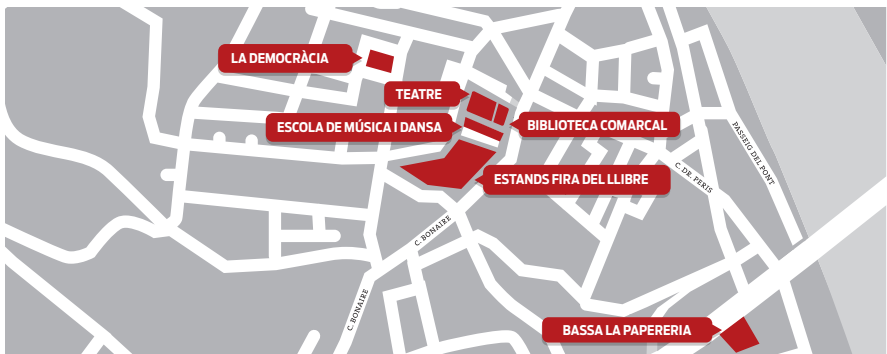 LA DEMOCRÀCIA
TEATRE
ESCOLA DE MÚSICA I DANSA
BIBLIOTECA COMARCAL
PASSEIG DEL PONT
ESTANDS FIRA DEL LLIBRE
C. DR. PERIS
C. BONAIRE
C. BONAIRE
BASSA LA PAPERERIA